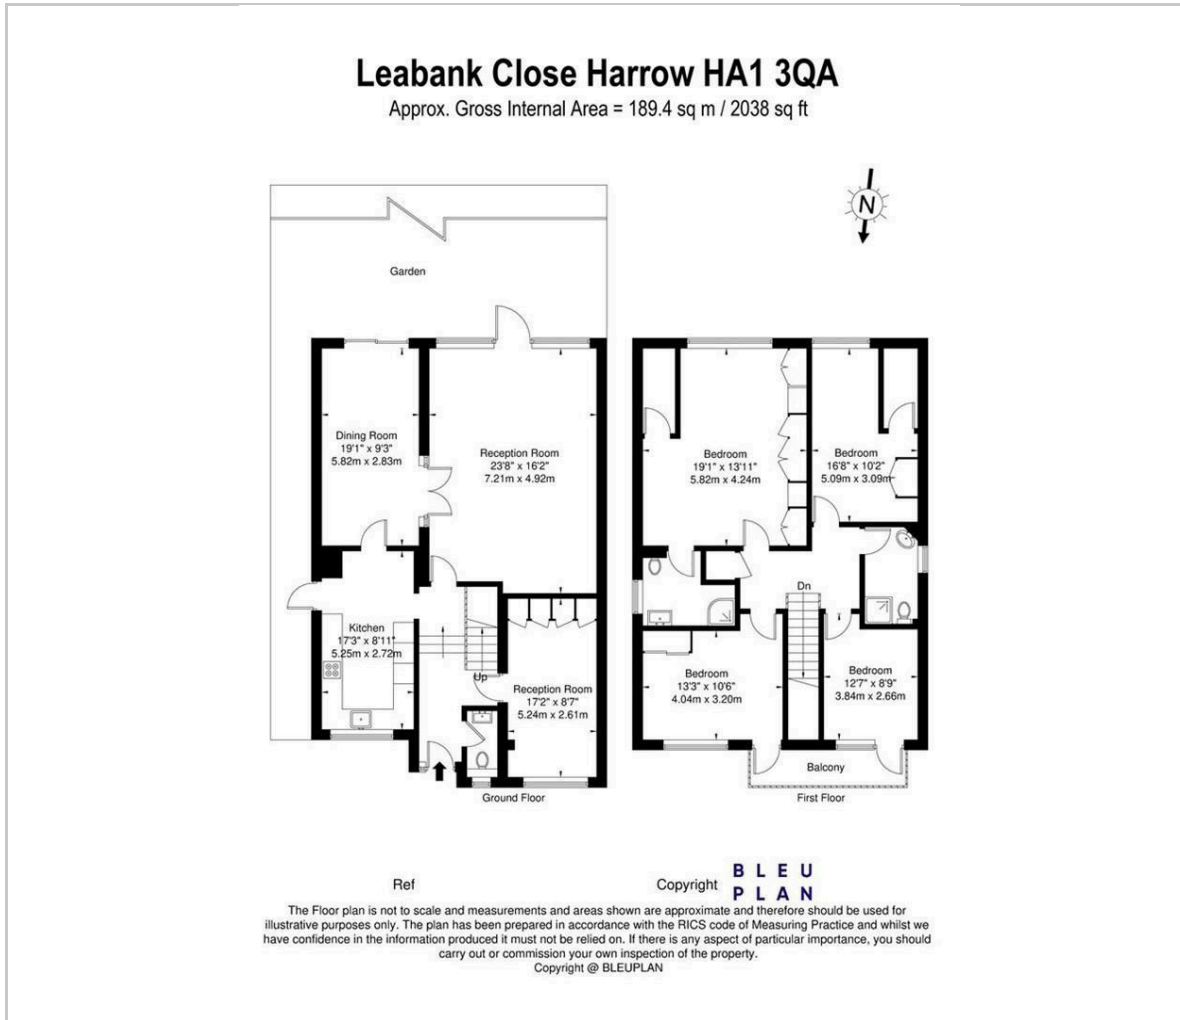 Leabank Close Harrow HA1 3QA
Approx. Gross Internal Area = 189.4 sq m / 2038 sq ft
N
Garden
Dining Room
19'1" x 9'3"
5.82m x 2.83m
Reception Room
23'8" x 16'2"
7.21m x 4.92m
Kitchen
17'3" x 8'11"
5.25m x 2.72m
Up
Reception Room
17'2" x 8'7"
5.24m x 2.61m
Ground Floor
Bedroom
19'1" x 13'11"
5.82m x 4.24m
Bedroom
16'8" x 10'2"
5.09m x 3.09m
Dn
Bedroom
13'3" x 10'6"
4.04m x 3.20m
Bedroom
12'7" x 8'9"
3.84m x 2.66m
Balcony
First Floor
Ref
Copyright
BLEU
PLAN
The Floor plan is not to scale and measurements and areas shown are approximate and therefore should be used for
illustrative purposes only. The plan has been prepared in accordance with the RICS code of Measuring Practice and whilst we
have confidence in the information produced it must not be relied on. If there is any aspect of particular importance, you should
carry out or commission your own inspection of the property.
Copyright @ BLEUPLAN